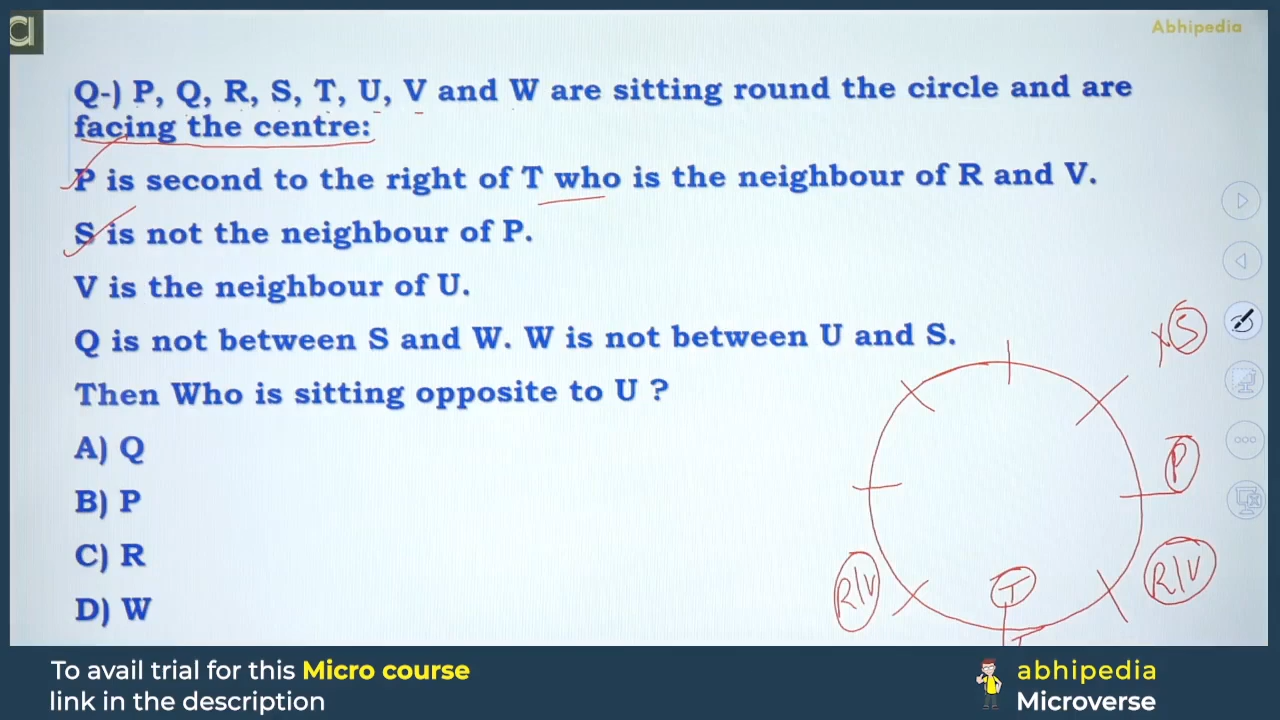 a
Abhipedia
Q-) P, Q, R, S, T, U, V and W are sitting round the circle and are
facing the centre:
P is second to the right of T who is the neighbour of R and V.
S is not the neighbour of P.
V is the neighbour of U.
Q is not between S and W. W is not between U and S.
Then Who is sitting opposite to U ?
A) Q
B) P
C) R
D) W
xS
P
R/V
T
R/V
T
To avail trial for this Micro course
link in the description
abhipedia
Microverse